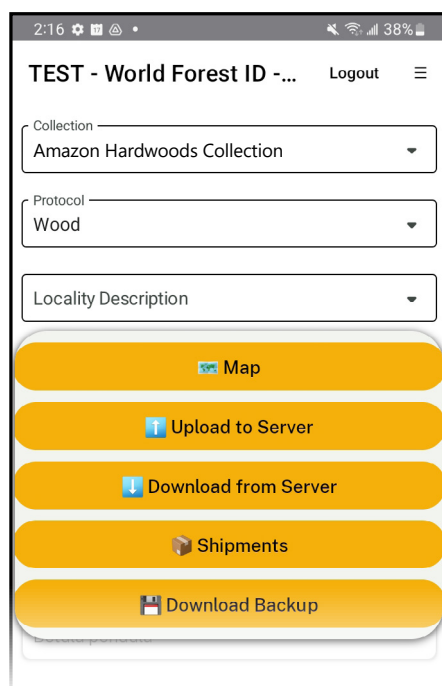 2:16
38%
TEST - World Forest ID -...
Logout
Collection
Amazon Hardwoods Collection
Protocol
Wood
Locality Description
Map
Upload to Server
Download from Server
Shipments
Download Backup